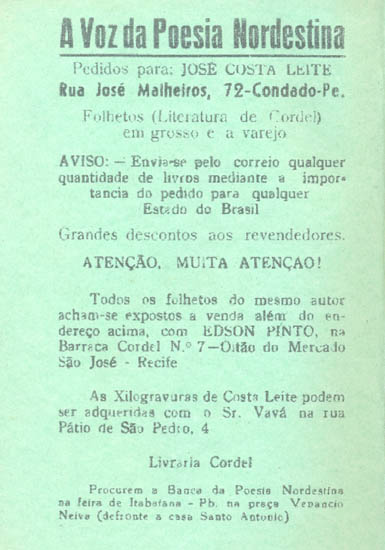 A Voz da Poesia Nordestina
Pedidos para: JOSÉ COSTA LEITE
Rua José Malheiros, 72-Condado-Pe.
Folhetos (Literatura de Cordel)
em grosso e a varejo
AVISO: — Envia-se pelo correio qualquer
quantidade de livros mediante a impor-
tancia do pedido para qualquer
Estado do Brasil
Grandes descontos aos revendedores.
ATENÇÃO, MUITA ATENÇAO!
Todos os folhetos do mesmo autor
acham-se expostos a venda além do en-
dereço acima, com EDSON PINTO, na
Barraca Cordel N.º 7—Oitão do Mercado
São José - Recife
As Xilogravuras de Costa Leite podem
ser adqueridas com o Sr. Vavá na rua
Pátio de São Pedro, 4
Livraria Cordel
Procurem a Banca da Poesia Nordestina
na feira de Itabaiana - Pb. na praça Venancio
Neiva (defronte a casa Santo Antonio)